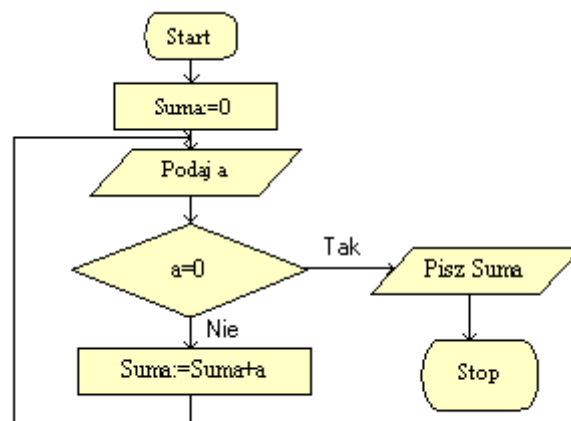 Start
Suma:=0
Podaj a
a=0
Tak
Pisz Suma
Nie
Suma:=Suma+a
Stop